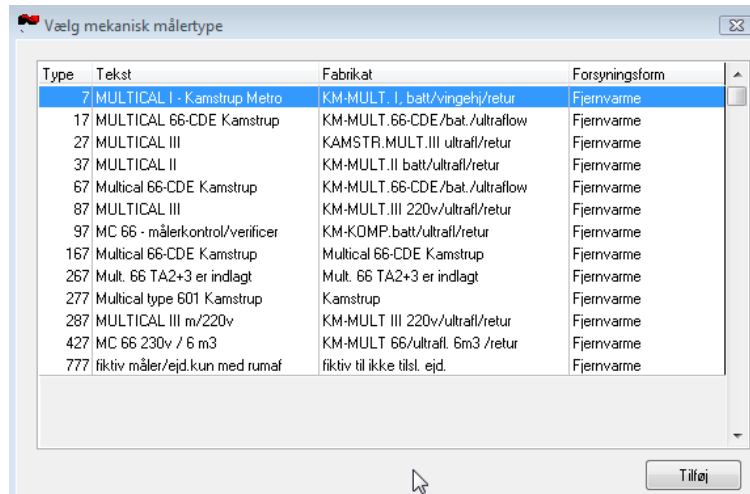 Vælg mekanisk målertype
Type Tekst Fabrikat Forsyningsform
7 MULTICAL I - Kamstrup Metro KM-MULT. I, batt/vingehj/retur Fjernvarme
17 MULTICAL 66-CDE Kamstrup KM-MULT.66-CDE/bat./ultraflow Fjernvarme
27 MULTICAL III KAMSTR.MULT.III ultrafl/retur Fjernvarme
37 MULTICAL II KM-MULT.II batt/ultrafl/retur Fjernvarme
67 Multical 66-CDE Kamstrup KM-MULT.66-CDE/bat./ultraflow Fjernvarme
87 MULTICAL III KM-MULT.III 220v/ultrafl/retur Fjernvarme
97 MC 66 - målerkontrol/verificer KM-KOMP.batt/ultrafl/retur Fjernvarme
167 Multical 66-CDE Kamstrup Multical 66-CDE Kamstrup Fjernvarme
267 Mult. 66 TA2+3 er indlagt Mult. 66 TA2+3 er indlagt Fjernvarme
277 Multical type 601 Kamstrup Kamstrup Fjernvarme
287 MULTICAL III m/220v KM-MULT III 220v/ultrafl/retur Fjernvarme
427 MC 66 230v / 6 m3 KM-MULT 66/ultrafl. 6m3 /retur Fjernvarme
777 fiktiv måler/ejd.kun med rumaf fiktiv til ikke tilsl. ejd. Fjernvarme
Tilføj